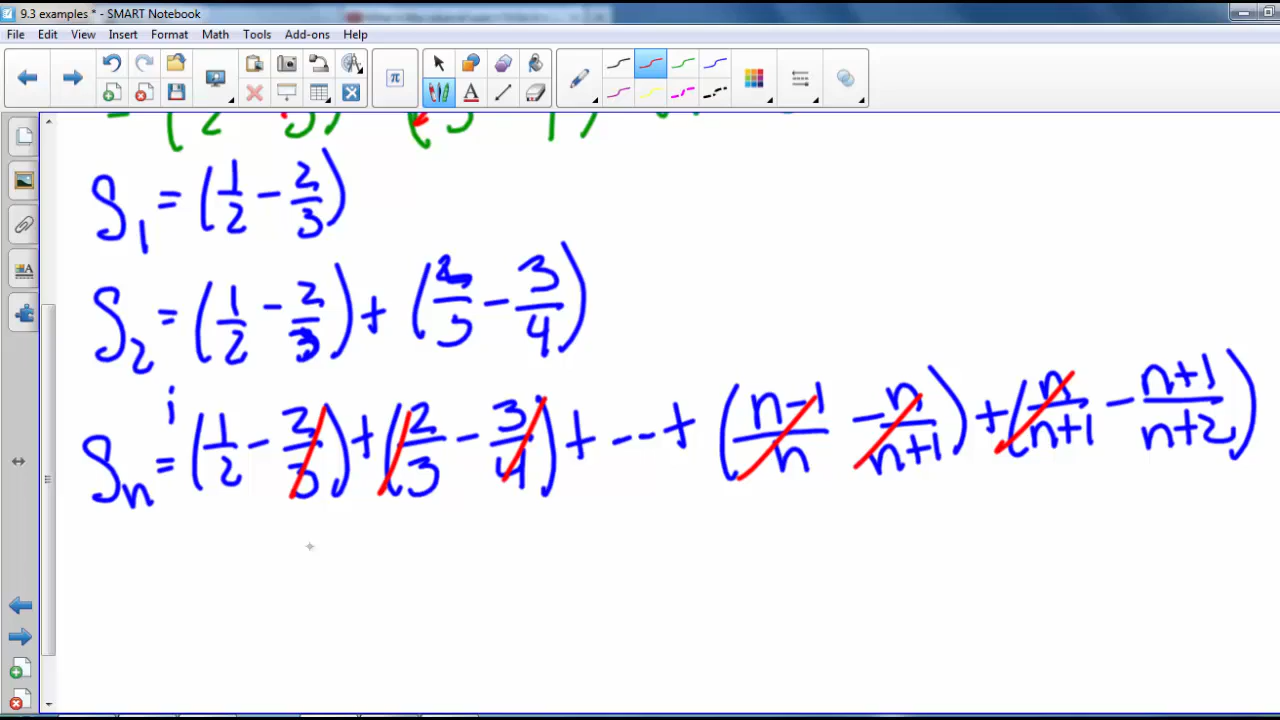 9.3 examples * - SMART Notebook
File Edit View Insert Format Math Tools Add-ons Help
π A
S₁ = (1/2 - 2/3)
S₂ = (1/2 - 2/3) + (2/3 - 3/4)
i
Sₙ = (1/2 - 2/3) + (2/3 - 3/4) + --- + (n-1/n - n/n+1) + (n/n+1 - n+1/n+2)